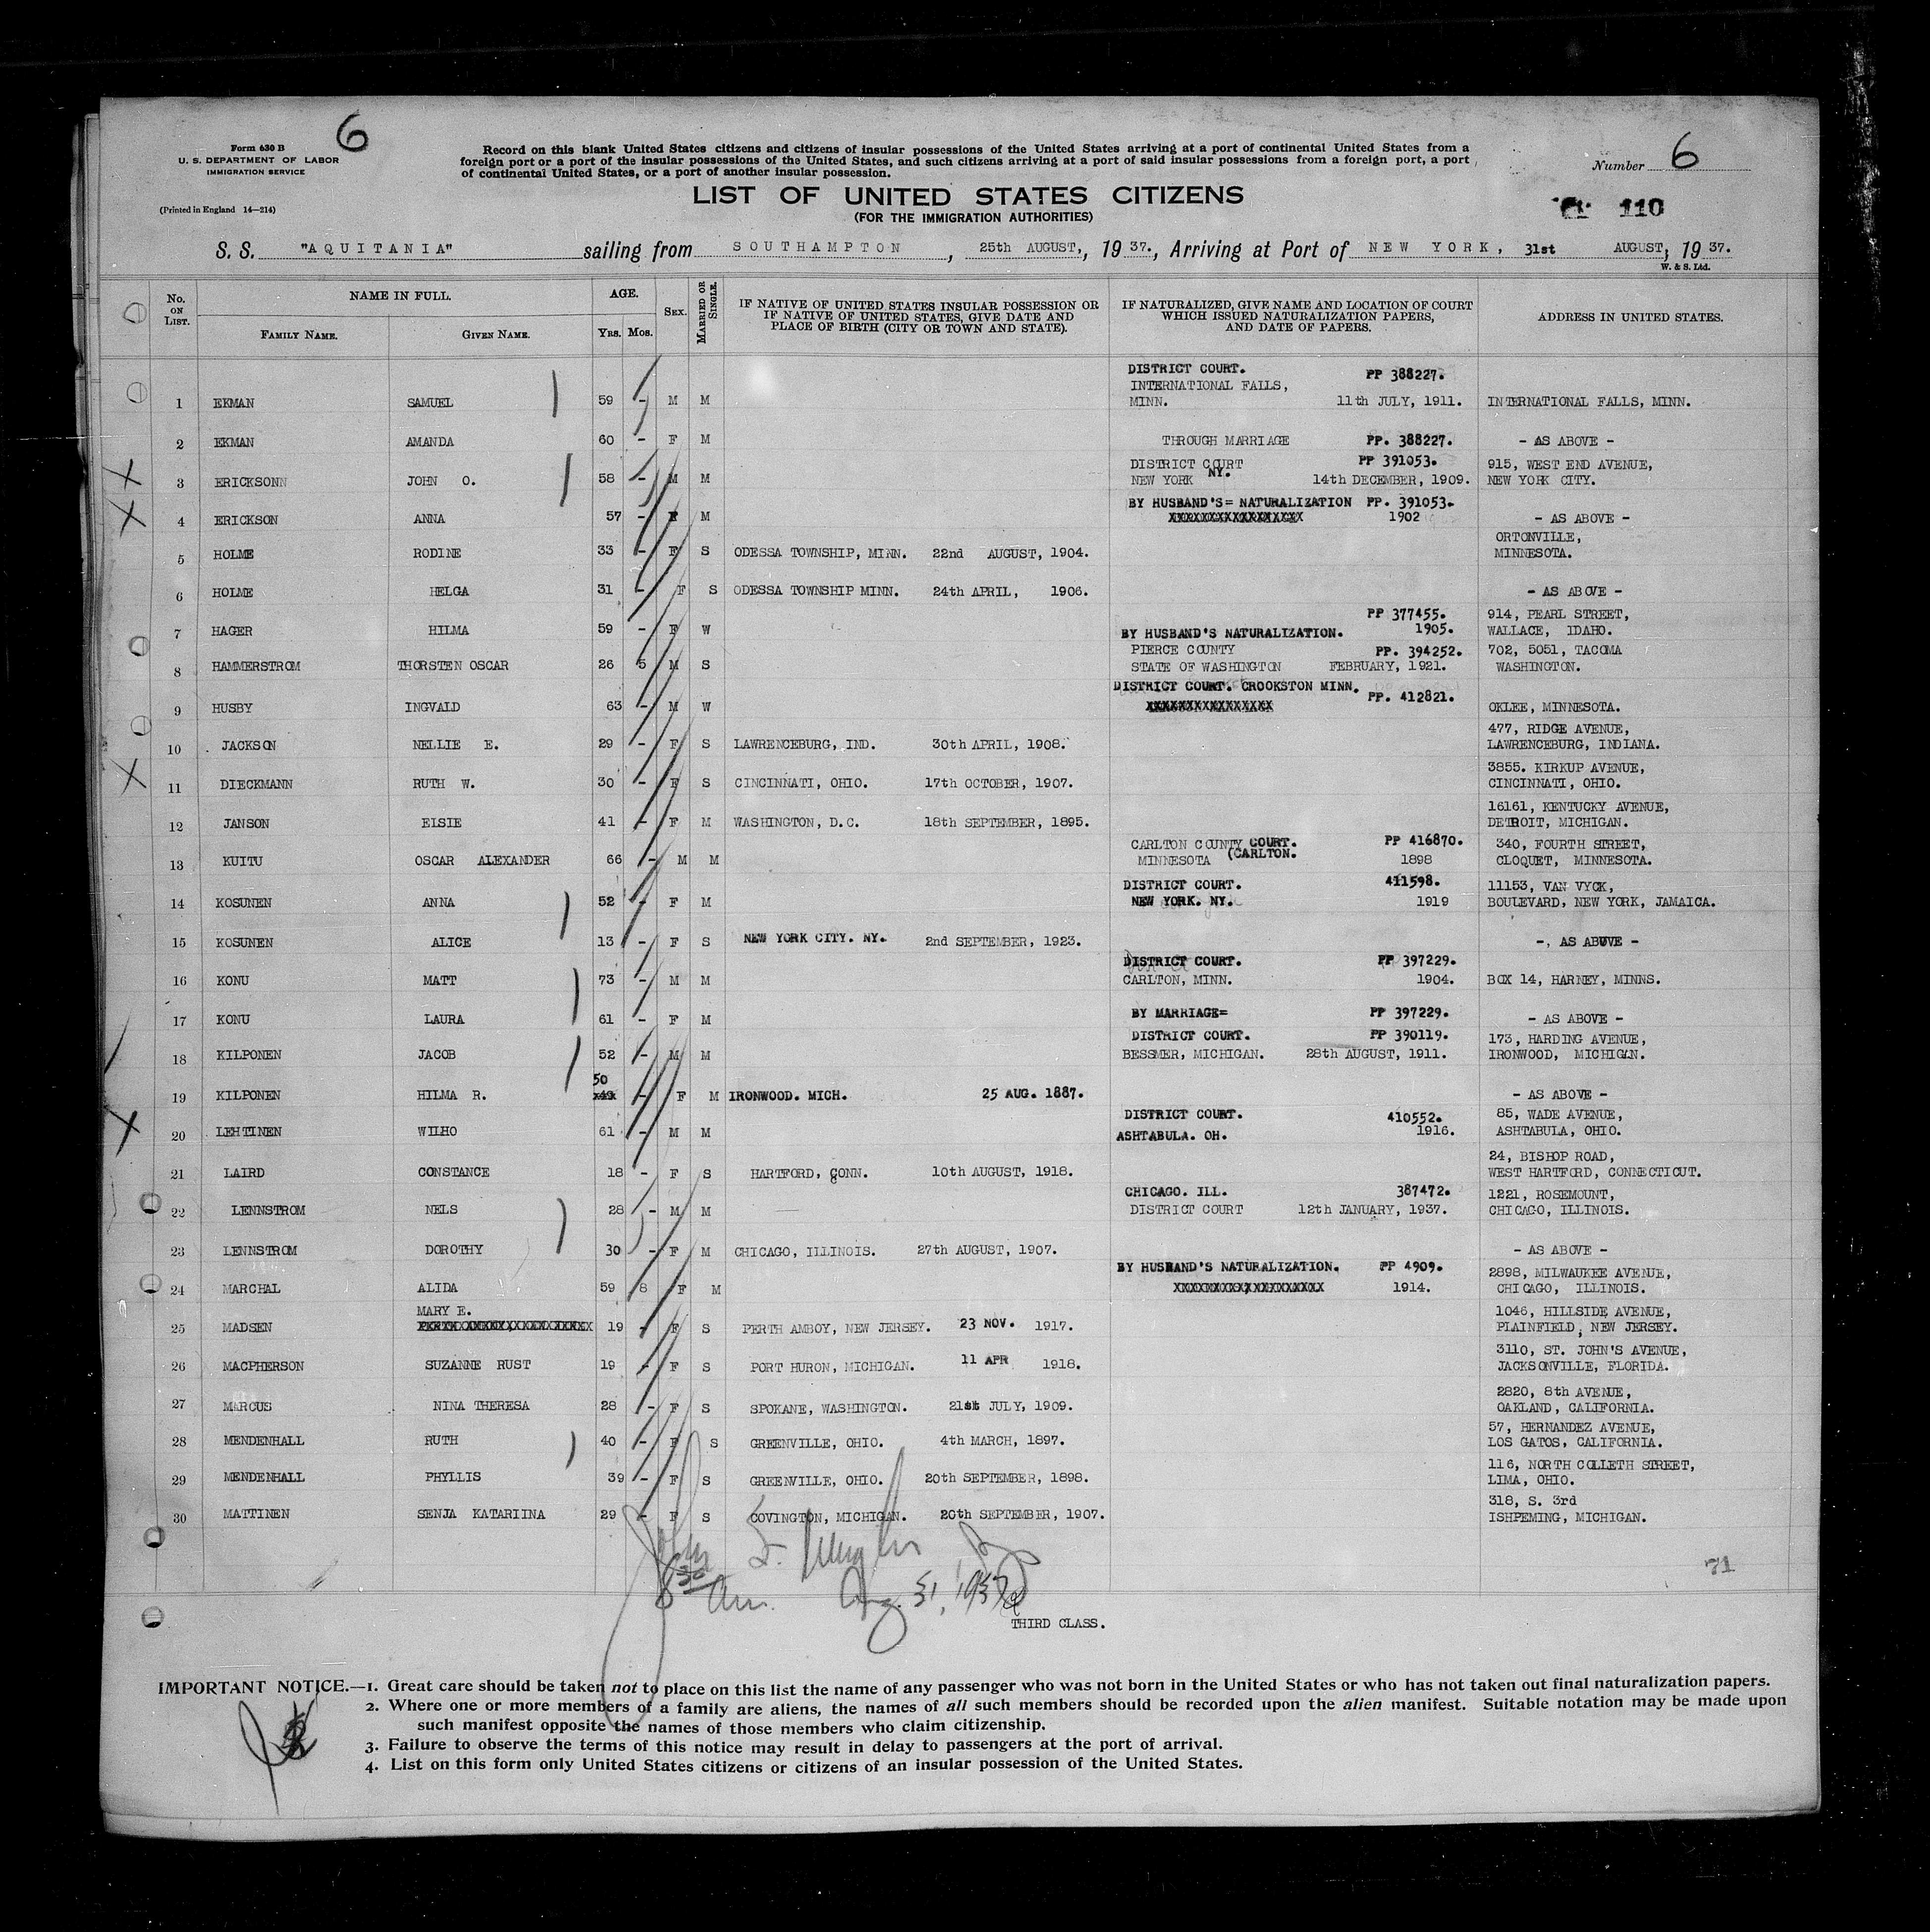 6
Form 630 B
U. S. DEPARTMENT OF LABOR
IMMIGRATION SERVICE
(Printed in England 14—214)
Record on this blank United States citizens and citizens of insular possessions of the United States arriving at a port of continental United States from a
foreign port or a port of the insular possessions of the United States, and such citizens arriving at a port of said insular possessions from a foreign port, a port
of continental United States, or a port of another insular possession.
Number 6
LIST OF UNITED STATES CITIZENS
(FOR THE IMMIGRATION AUTHORITIES)
110
S. S. "AQUITANIA" sailing from SOUTHAMPTON, 25th AUGUST, 1937., Arriving at Port of NEW YORK, 31st AUGUST, 1937.
W. & S. Ltd.
No. ON LIST. NAME IN FULL. AGE. SEX. MARRIED OR SINGLE. IF NATIVE OF UNITED STATES INSULAR POSSESSION OR IF NATIVE OF UNITED STATES, GIVE DATE AND PLACE OF BIRTH (CITY OR TOWN AND STATE). IF NATURALIZED, GIVE NAME AND LOCATION OF COURT WHICH ISSUED NATURALIZATION PAPERS, AND DATE OF PAPERS. ADDRESS IN UNITED STATES.
FAMILY NAME. GIVEN NAME. YRS. MOS.
DISTRICT COURT. PP 388227.
INTERNATIONAL FALLS,
1 EKMAN SAMUEL 59 - M M MINN. 11th JULY, 1911. INTERNATIONAL FALLS, MINN.
2 EKMAN AMANDA 60 - F M THROUGH MARRIAGE PP. 388227. - AS ABOVE -
DISTRICT COURT PP 391053. 915, WEST END AVENUE,
3 ERICKSONN JOHN O. 58 - M M NEW YORK NY. 14th DECEMBER, 1909. NEW YORK CITY.
BY HUSBAND'S= NATURALIZATION PP. 391053.
4 ERICKSON ANNA 57 - F M XXXXXXXXXXXXXXXXXX 1902 - AS ABOVE -
ORTONVILLE,
5 HOLME RODINE 33 - F S ODESSA TOWNSHIP, MINN. 22nd AUGUST, 1904. MINNESOTA.
6 HOLME HELGA 31 - F S ODESSA TOWNSHIP MINN. 24th APRIL, 1906. - AS ABOVE -
PP 377455. 914, PEARL STREET,
7 HAGER HILMA 59 - F W BY HUSBAND'S NATURALIZATION. 1905. WALLACE, IDAHO.
PIERCE COUNTY PP. 394252. 702, 5051, TACOMA
8 HAMMERSTROM THORSTEN OSCAR 26 5 M S STATE OF WASHINGTON FEBRUARY, 1921. WASHINGTON.
DISTRICT COURT. CROOKSTON MINN. PP. 412821.
9 HUSBY INGVALD 63 - M W XXXXXXXXXXXXXXXXX OKLEE, MINNESOTA.
477, RIDGE AVENUE,
10 JACKSON NELLIE E. 29 - F S LAWRENCEBURG, IND. 30th APRIL, 1908. LAWRENCEBURG, INDIANA.
3855. KIRKUP AVENUE,
11 DIECKMANN RUTH W. 30 - F S CINCINNATI, OHIO. 17th OCTOBER, 1907. CINCINNATI, OHIO.
16161, KENTUCKY AVENUE,
12 JANSON ELSIE 41 - F M WASHINGTON, D.C. 18th SEPTEMBER, 1895. DETROIT, MICHIGAN.
CARLTON COUNTY COURT. PP 416870. 340, FOURTH STREET,
13 KUITU OSCAR ALEXANDER 66 - M M MINNESOTA (CARLTON. 1898 CLOQUET, MINNESOTA.
DISTRICT COURT. 411598. 11153, VAN VYCK,
14 KOSUNEN ANNA 52 - F M NEW YORK. NY. 1919 BOULEVARD, NEW YORK, JAMAICA.
15 KOSUNEN ALICE 13 - F S NEW YORK CITY. NY. 2nd SEPTEMBER, 1923. -, AS ABOVE -
DISTRICT COURT. PP 397229.
16 KONU MATT 73 - M M CARLTON, MINN. 1904. BOX 14, HARNEY, MINNS.
17 KONU LAURA 61 - F M BY MARRIAGE= PP 397229. - AS ABOVE -
DISTRICT COURT. PP 390119. 173, HARDING AVENUE,
18 KILPONEN JACOB 52 - M M BESSMER, MICHIGAN. 28th AUGUST, 1911. IRONWOOD, MICHIGAN.
50
19 KILPONEN HILMA R. x49x - F M IRONWOOD. MICH. 25 AUG. 1887. - AS ABOVE -
DISTRICT COURT. 410552. 85, WADE AVENUE,
20 LEHTINEN WILHO 61 - M M ASHTABULA. OH. 1916. ASHTABULA, OHIO.
24, BISHOP ROAD,
21 LAIRD CONSTANCE 18 - F S HARTFORD, CONN. 10th AUGUST, 1918. WEST HARTFORD, CONNECTICUT.
CHICAGO. ILL. 387472. 1221, ROSEMOUNT,
22 LENNSTROM NELS 28 - M M DISTRICT COURT 12th JANUARY, 1937. CHICAGO, ILLINOIS.
23 LENNSTROM DOROTHY 30 - F M CHICAGO, ILLINOIS. 27th AUGUST, 1907. - AS ABOVE -
BY HUSBAND'S NATURALIZATION. PP 4909. 2898, MILWAUKEE AVENUE,
24 MARCHAL ALIDA 59 8 F M XXXXXXXXXXXXXXXXXXXX 1914. CHICAGO, ILLINOIS.
MARY E. 1046, HILLSIDE AVENUE,
25 MADSEN 19 - F S PERTH AMBOY, NEW JERSEY. 23 NOV. 1917. PLAINFIELD, NEW JERSEY.
3110, ST. JOHN'S AVENUE,
26 MACPHERSON SUZANNE RUST 19 - F S PORT HURON, MICHIGAN. 11 APR 1918. JACKSONVILLE, FLORIDA.
2820, 8th AVENUE,
27 MARCUS NINA THERESA 28 - F S SPOKANE, WASHINGTON. 21st JULY, 1909. OAKLAND, CALIFORNIA.
57, HERNANDEZ AVENUE,
28 MENDENHALL RUTH 40 - F S GREENVILLE, OHIO. 4th MARCH, 1897. LOS GATOS, CALIFORNIA.
116, NORTH COLLETH STREET,
29 MENDENHALL PHYLLIS 39 - F S GREENVILLE, OHIO. 20th SEPTEMBER, 1898. LIMA, OHIO.
318, S. 3rd
30 MATTINEN SENJA KATARIINA 29 - F S COVINGTON, MICHIGAN. 20th SEPTEMBER, 1907. ISHPEMING, MICHIGAN.
71
Aug. 31, 1937
THIRD CLASS.
IMPORTANT NOTICE.—1. Great care should be taken not to place on this list the name of any passenger who was not born in the United States or who has not taken out final naturalization papers.
2. Where one or more members of a family are aliens, the names of all such members should be recorded upon the alien manifest. Suitable notation may be made upon
such manifest opposite the names of those members who claim citizenship.
3. Failure to observe the terms of this notice may result in delay to passengers at the port of arrival.
4. List on this form only United States citizens or citizens of an insular possession of the United States.